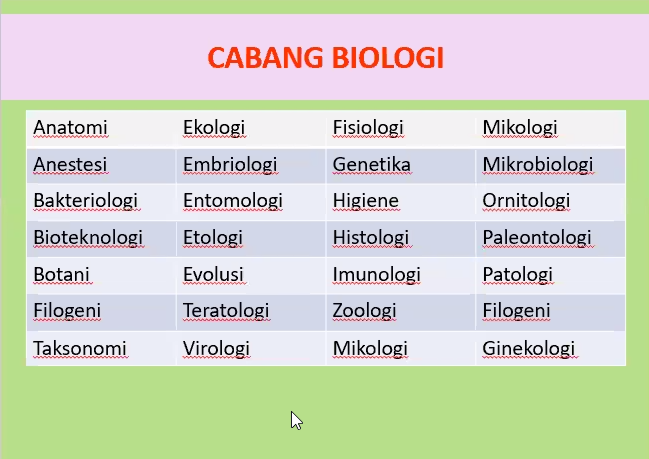 CABANG BIOLOGI
Anatomi Ekologi Fisiologi Mikologi
Anestesi Embriologi Genetika Mikrobiologi
Bakteriologi Entomologi Higiene Ornitologi
Bioteknologi Etologi Histologi Paleontologi
Botani Evolusi Imunologi Patologi
Filogeni Teratologi Zoologi Filogeni
Taksonomi Virologi Mikologi Ginekologi